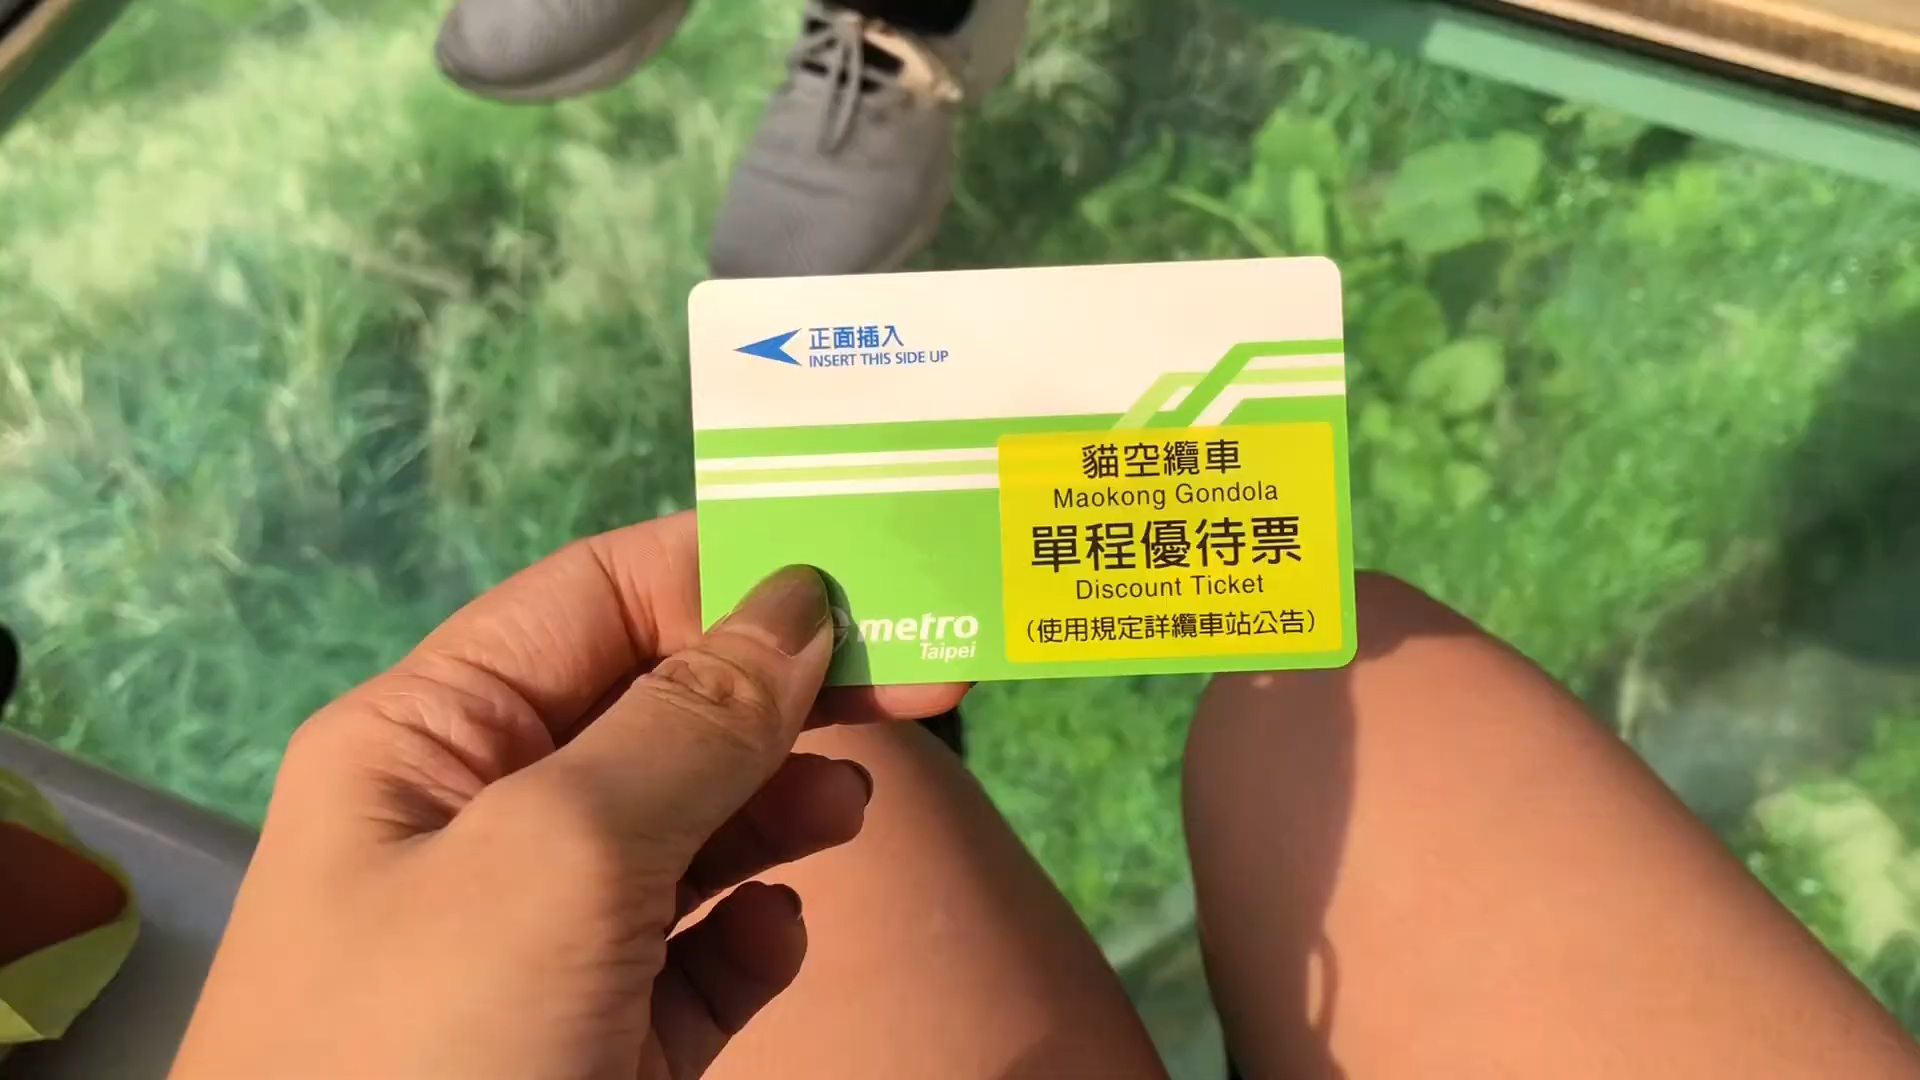 正面插入
INSERT THIS SIDE UP
貓空纜車
Maokong Gondola
單程優待票
Discount Ticket
(使用規定詳纜車站公告)
metro
Taipei